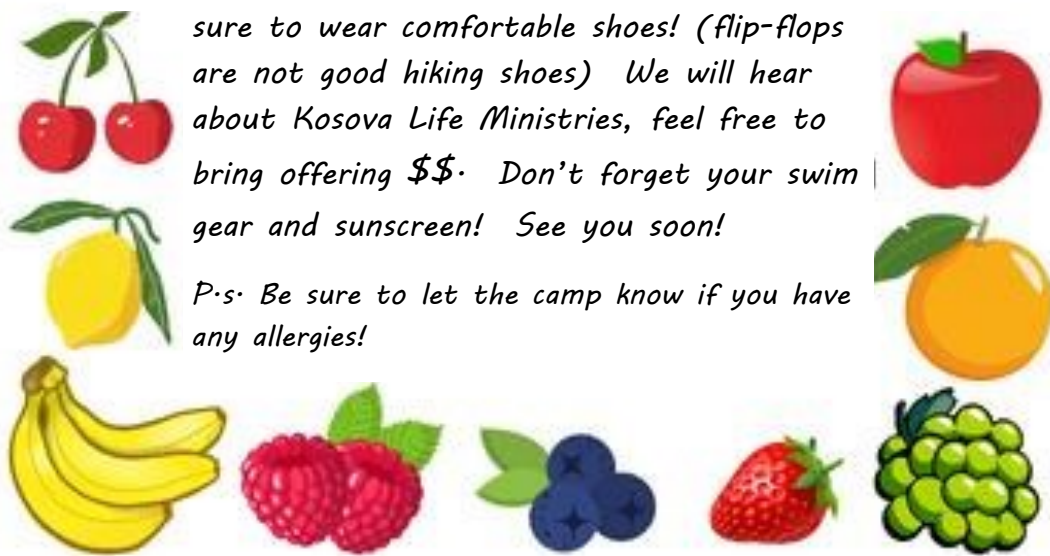 sure to wear comfortable shoes! (flip-flops
are not good hiking shoes)  We will hear
about Kosova Life Ministries, feel free to
bring offering $$.  Don’t forget your swim
gear and sunscreen!  See you soon!
P.s. Be sure to let the camp know if you have
any allergies!